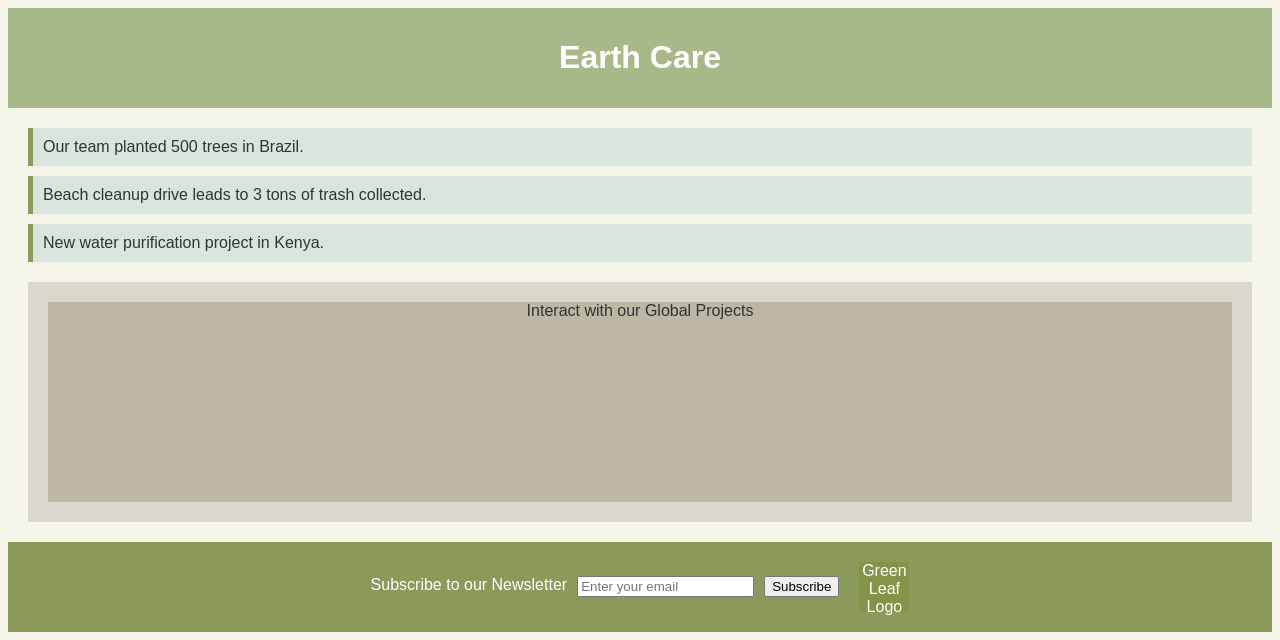 Earth Care
Our team planted 500 trees in Brazil.
Beach cleanup drive leads to 3 tons of trash collected.
New water purification project in Kenya.
Interact with our Global Projects
Subscribe to our Newsletter Enter your email Subscribe
Green
Leaf
Logo